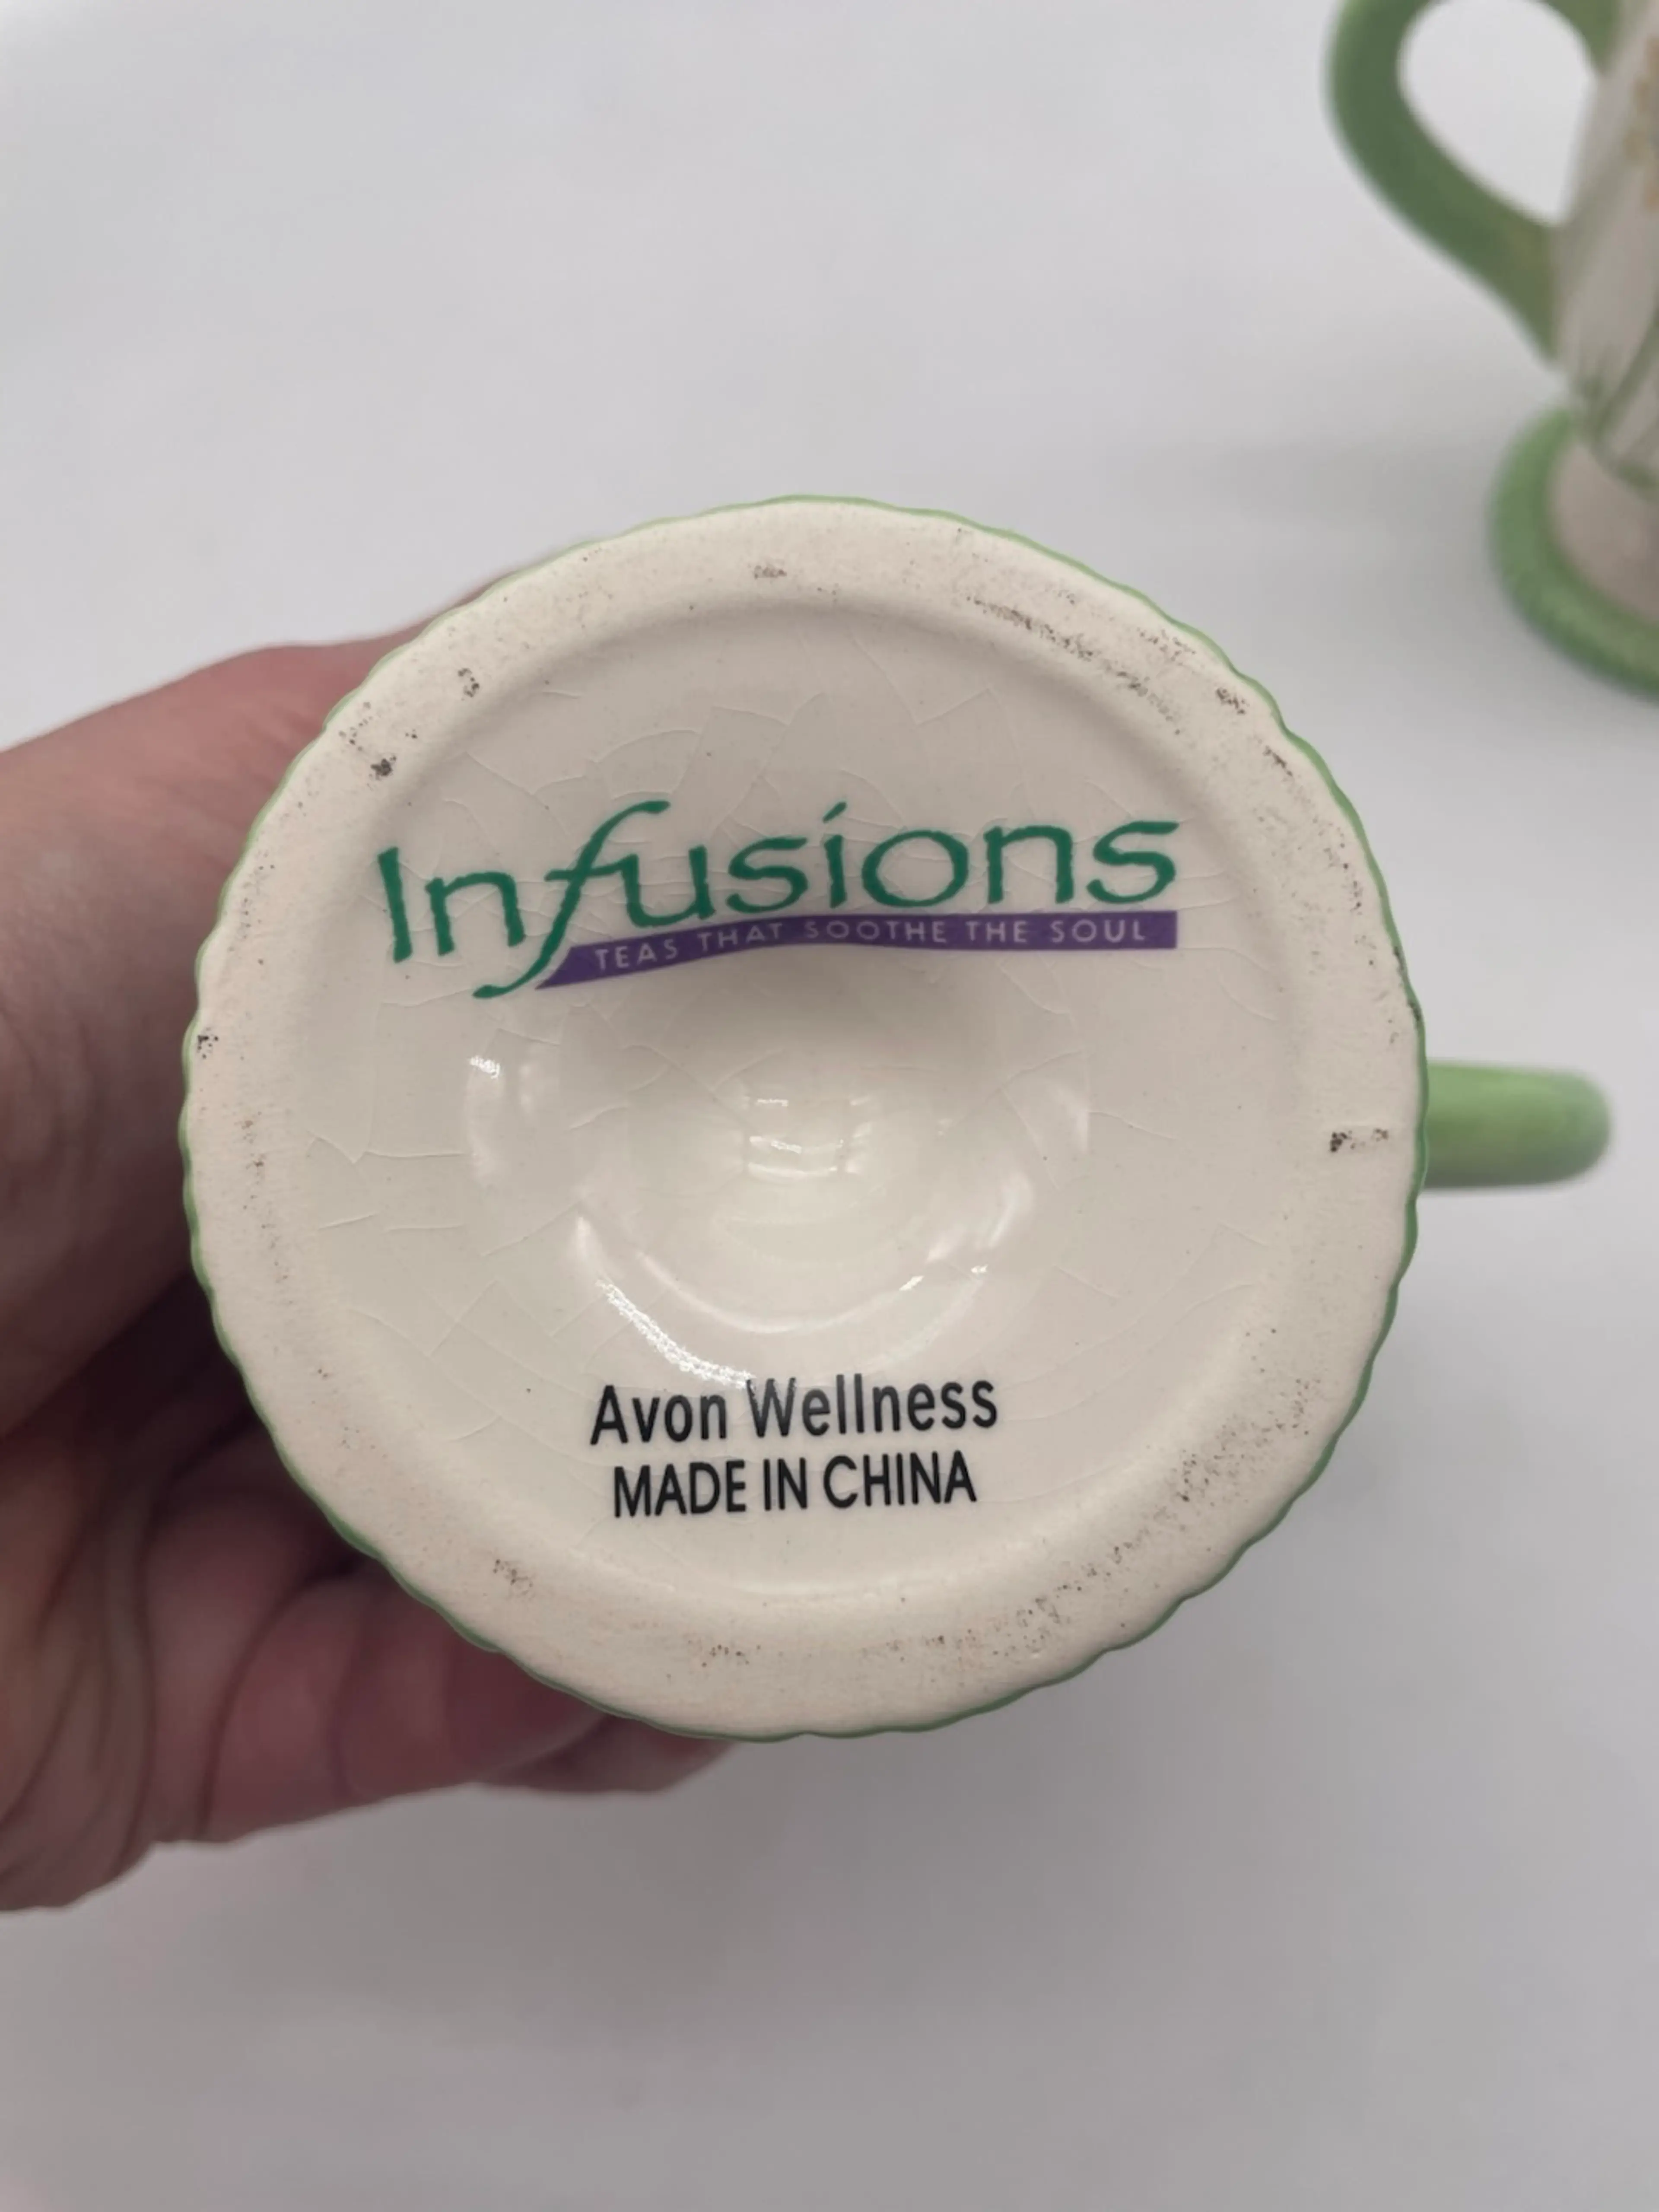 Infusions
TEAS THAT SOOTHE THE SOUL
Avon Wellness
MADE IN CHINA